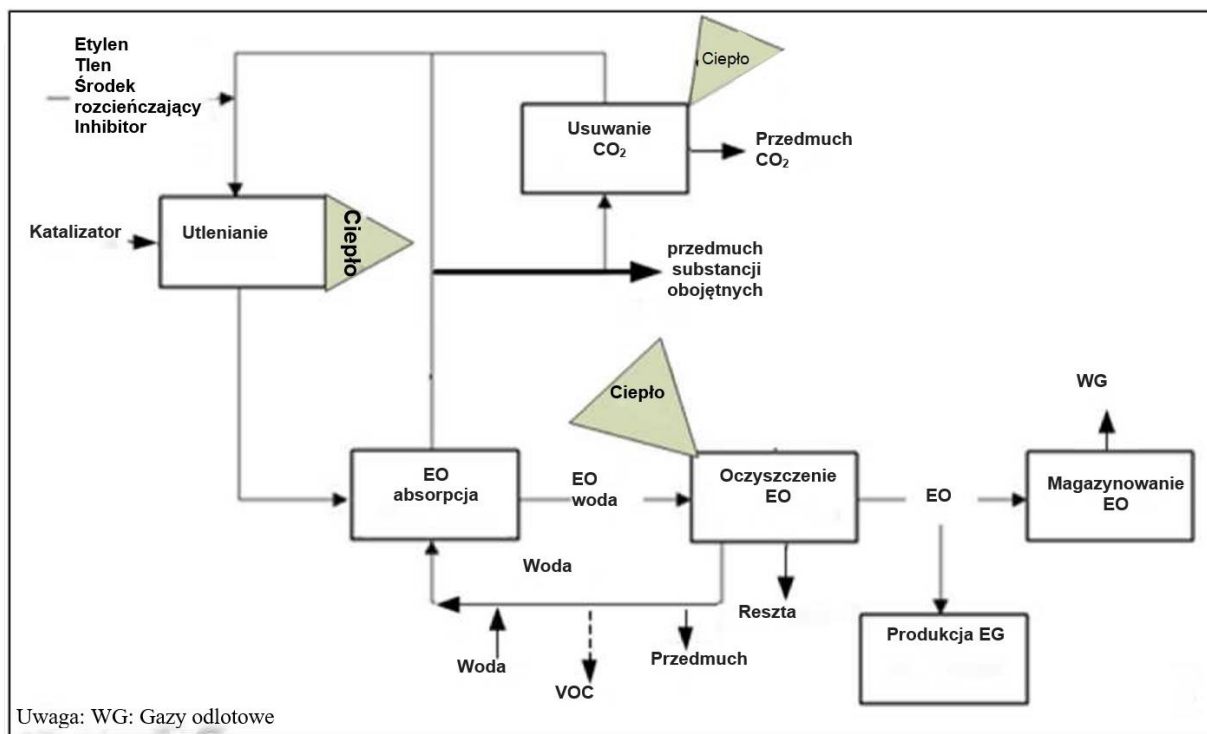 Etylen
Tlen
Środek
rozcieńczający
Inhibitor
Ciepło
Usuwanie
CO₂
Przedmuch
CO₂
Katalizator
Utlenianie
Ciepło
przedmuch
substancji
obojętnych
Ciepło
WG
EO
absorpcja
EO
woda
Oczyszczenie
EO
EO
Magazynowanie
EO
Woda
Reszta
Produkcja EG
Woda
VOC
Przedmuch
Uwaga: WG: Gazy odlotowe